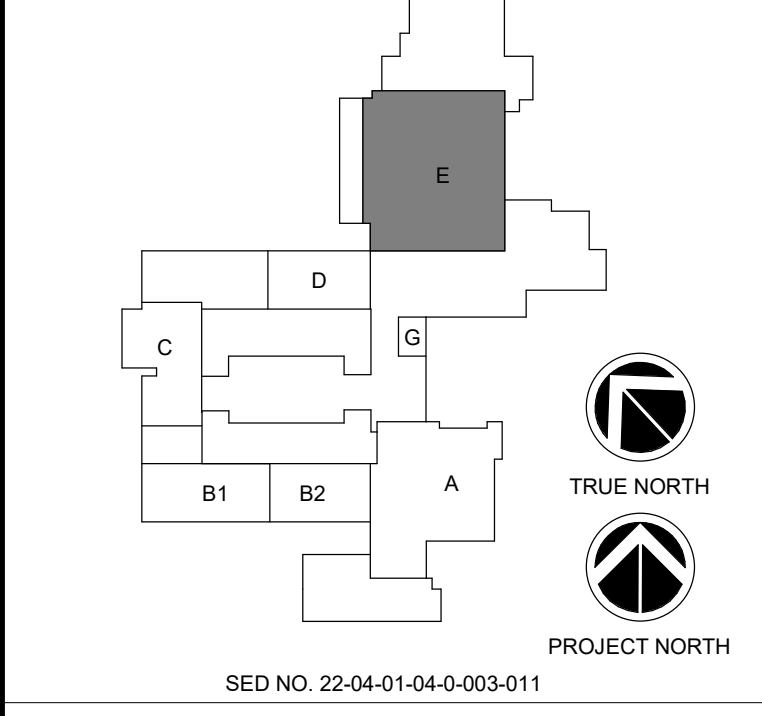 E
D
G
C
A
B1 B2
TRUE NORTH
PROJECT NORTH
SED NO. 22-04-01-04-0-003-011